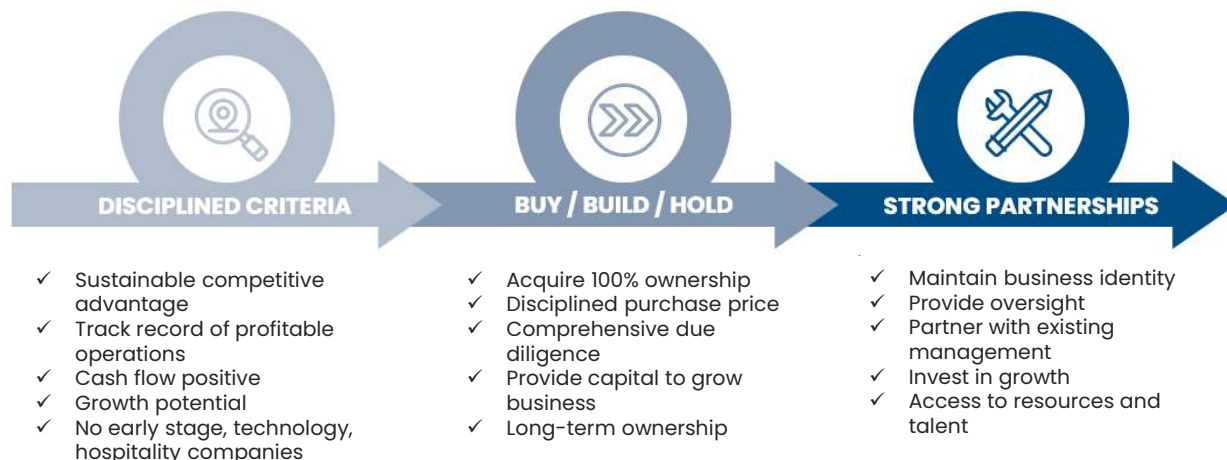 DISCIPLINED CRITERIA
✓ Sustainable competitive
advantage
✓ Track record of profitable
operations
✓ Cash flow positive
✓ Growth potential
✓ No early stage, technology,
hospitality companies
BUY / BUILD / HOLD
✓ Acquire 100% ownership
✓ Disciplined purchase price
✓ Comprehensive due
diligence
✓ Provide capital to grow
business
✓ Long-term ownership
STRONG PARTNERSHIPS
✓ Maintain business identity
✓ Provide oversight
✓ Partner with existing
management
✓ Invest in growth
✓ Access to resources and
talent